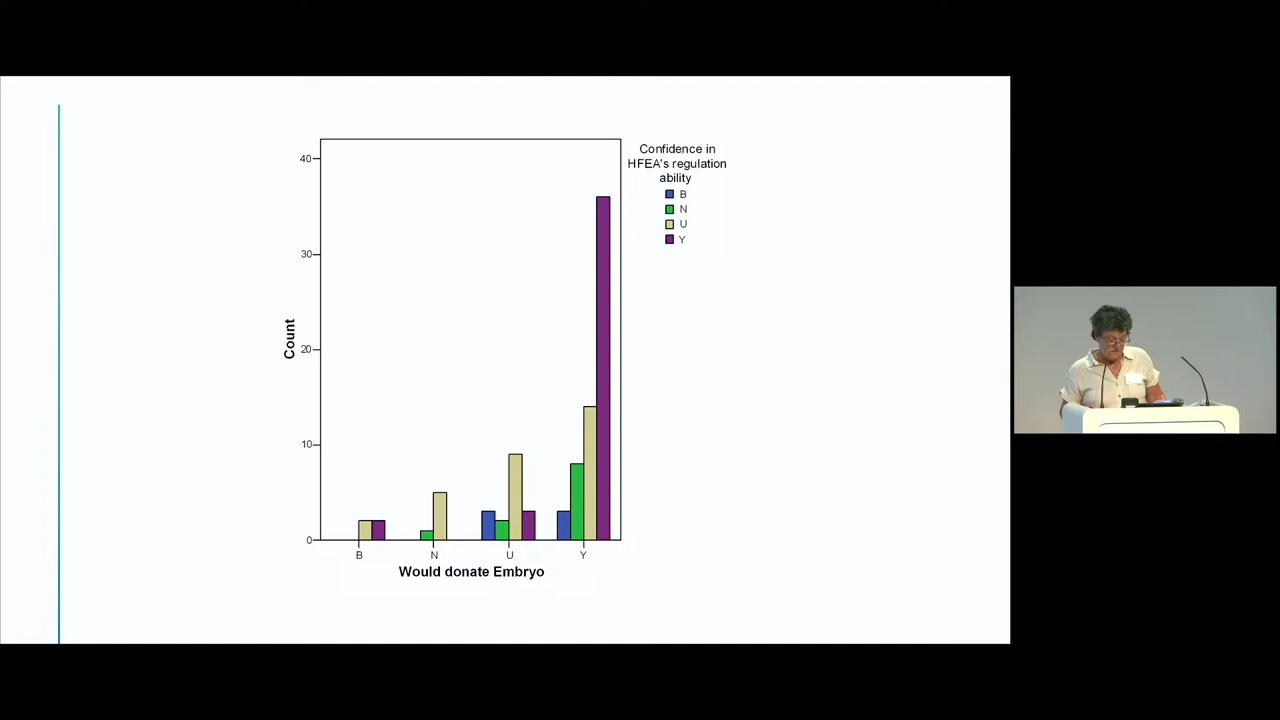 Confidence in
HFEA's regulation
ability
B
N
U
Y
40
30
20
10
0
Count
B
N
U
Y
Would donate Embryo